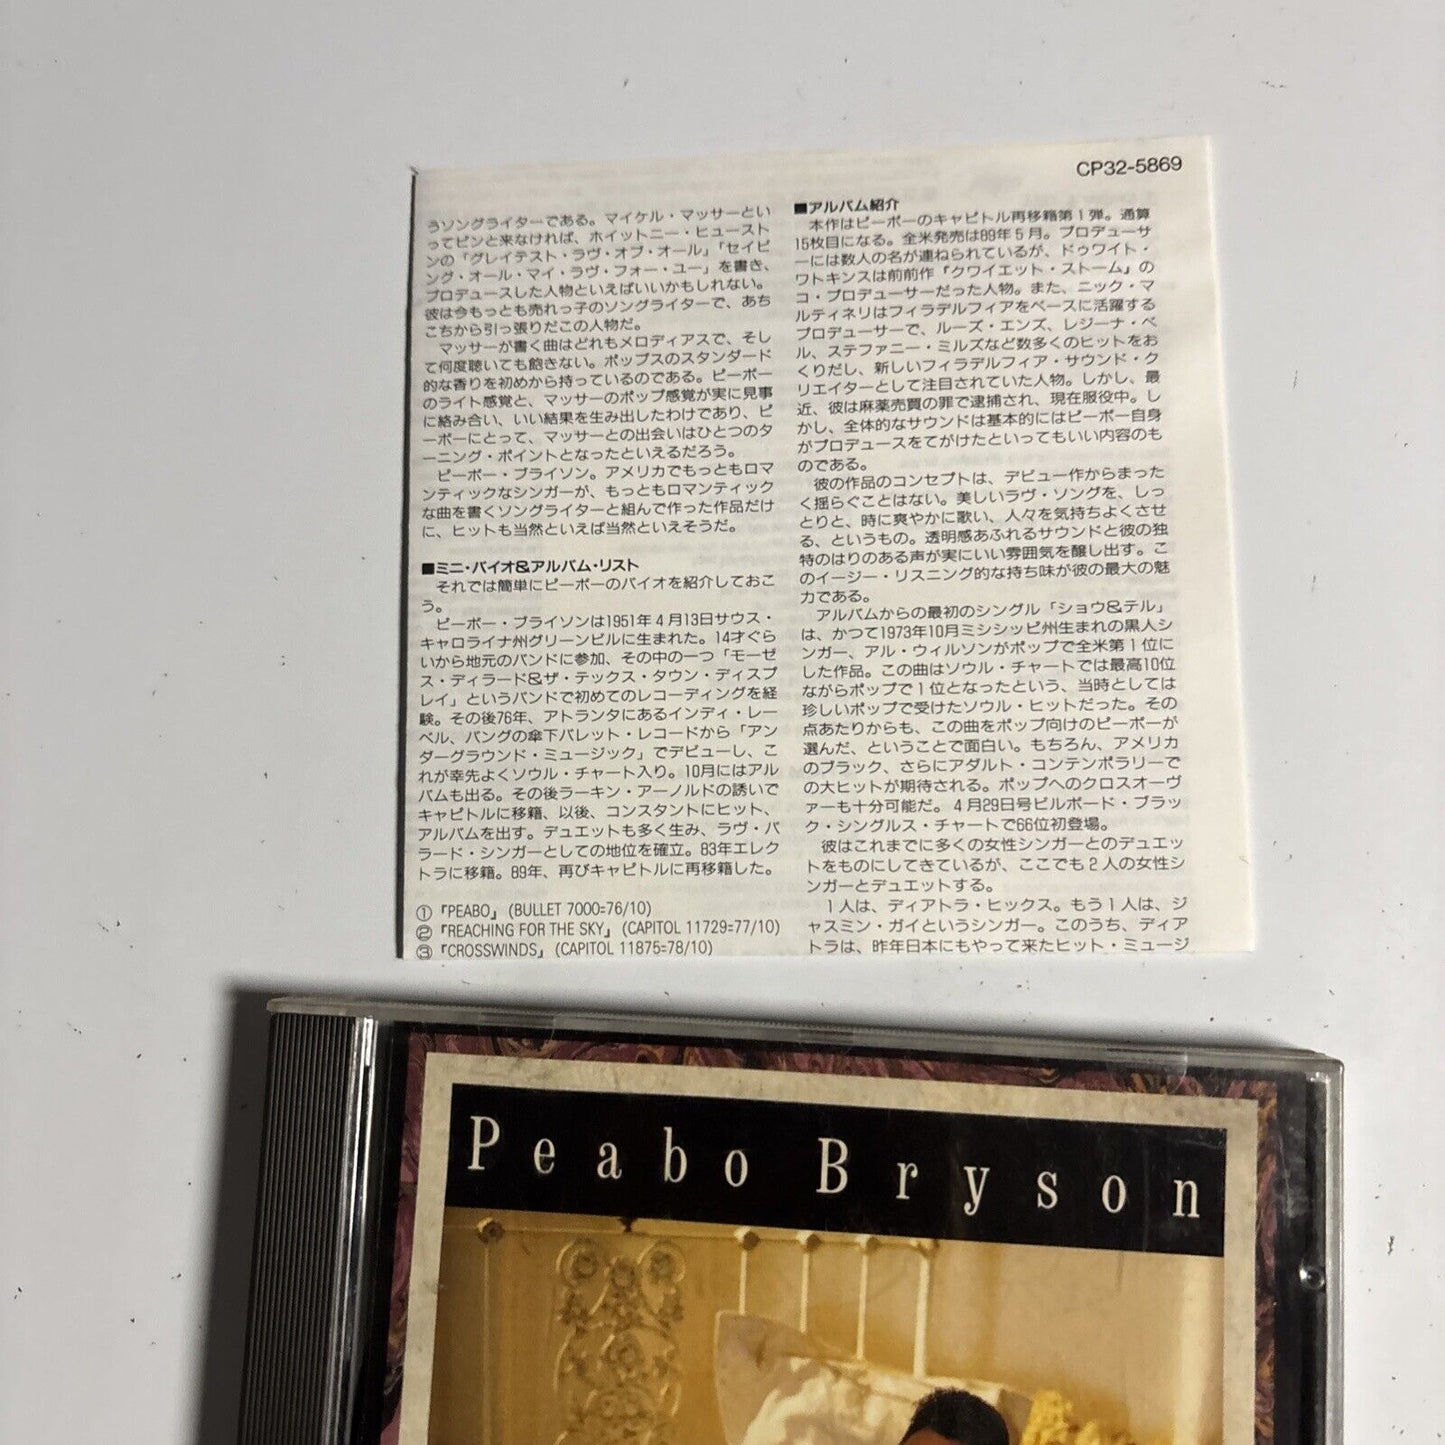 CP32-5869
うソングライターである。マイケル・マッサーとい
ってピンと来なければ、ホイットニー・ヒュースト
ンの「グレイテスト・ラヴ・オブ・オール」「セイビ
ング・オール・マイ・ラヴ・フォー・ユー」を書き、
プロデュースした人物といえばいいかもしれない。
彼は今もっとも売れっ子のソングライターで、あち
こちから引っ張りだこの人物だ。
マッサーが書く曲はどれもメロディアスで、そし
て何度聴いても飽きない。ポップスのスタンダード
的な香りを初めから持っているのである。ピーボー
のライト感覚と、マッサーのポップ感覚が実に見事
に絡み合い、いい結果を生み出したわけであり、ピ
ーボーにとって、マッサーとの出会いはひとつのタ
ーニング・ポイントとなったといえるだろう。
ピーボー・ブライソン。アメリカでもっともロマ
ンティックなシンガーが、もっともロマンティック
な曲を書くソングライターと組んで作った作品だけ
に、ヒットも当然といえば当然といえそうだ。
■ミニ・バイオ&アルバム・リスト
それでは簡単にピーボーのバイオを紹介しておこ
う。
ピーボー・ブライソンは1951年4月13日サウス・
キャロライナ州グリーンビルに生まれた。14才ぐら
いから地元のバンドに参加、その中の一つ「モーゼ
ス・ディラード&ザ・テックス・タウン・ディスプ
レイ」というバンドで初めてのレコーディングを経
験。その後76年、アトランタにあるインディ・レー
ベル、バングの傘下バレット・レコードから「アン
ダーグラウンド・ミュージック」でデビューし、こ
れが幸先よくソウル・チャート入り。10月にはアル
バムも出る。その後ラーキン・アーノルドの誘いで
キャピトルに移籍、以後、コンスタントにヒット、
アルバムを出す。デュエットも多く生み、ラヴ・バ
ラード・シンガーとしての地位を確立。83年エレク
トラに移籍。89年、再びキャピトルに再移籍した。
①『PEABO』(BULLET 7000=76/10)
②『REACHING FOR THE SKY』(CAPITOL 11729=77/10)
③『CROSSWINDS』(CAPITOL 11875=78/10)
■アルバム紹介
本作はピーボーのキャピトル再移籍第1弾。通算
15枚目になる。全米発売は89年5月。プロデューサ
ーには数人の名が連ねられているが、ドゥワイト・
ワトキンスは前前作『クワイエット・ストーム』の
コ・プロデューサーだった人物。また、ニック・マ
ルティネリはフィラデルフィアをベースに活躍する
プロデューサーで、ルーズ・エンズ、レジーナ・ベ
ル、ステファニー・ミルズなど数多くのヒットをお
くりだし、新しいフィラデルフィア・サウンド・ク
リエイターとして注目されていた人物。しかし、最
近、彼は麻薬売買の罪で逮捕され、現在服役中。し
かし、全体的なサウンドは基本的にはピーボー自身
がプロデュースをてがけたといってもいい内容のも
のである。
彼の作品のコンセプトは、デビュー作からまった
く揺らぐことはない。美しいラヴ・ソングを、しっ
とりと、時に爽やかに歌い、人々を気持ちよくさせ
る、というもの。透明感あふれるサウンドと彼の独
特のはりのある声が実にいい雰囲気を醸し出す。こ
のイージー・リスニング的な持ち味が彼の最大の魅
力である。
アルバムからの最初のシングル「ショウ&テル」
は、かつて1973年10月ミシシッピ州生まれの黒人シ
ンガー、アル・ウィルソンがポップで全米第1位に
した作品。この曲はソウル・チャートでは最高10位
ながらポップで1位となったという、当時としては
珍しいポップで受けたソウル・ヒットだった。その
点あたりからも、この曲をポップ向けのピーボーが
選んだ、ということで面白い。もちろん、アメリカ
のブラック、さらにアダルト・コンテンポラリーで
の大ヒットが期待される。ポップへのクロスオーヴ
ァーも十分可能だ。4月29日号ビルボード・ブラッ
ク・シングルス・チャートで66位初登場。
彼はこれまでに多くの女性シンガーとのデュエッ
トをものにしてきているが、ここでも2人の女性シ
ンガーとデュエットする。
1人は、ディアトラ・ヒックス。もう1人は、ジ
ャスミン・ガイというシンガー。このうち、ディア
トラは、昨年日本にもやって来たヒット・ミュージ
Peabo Bryson